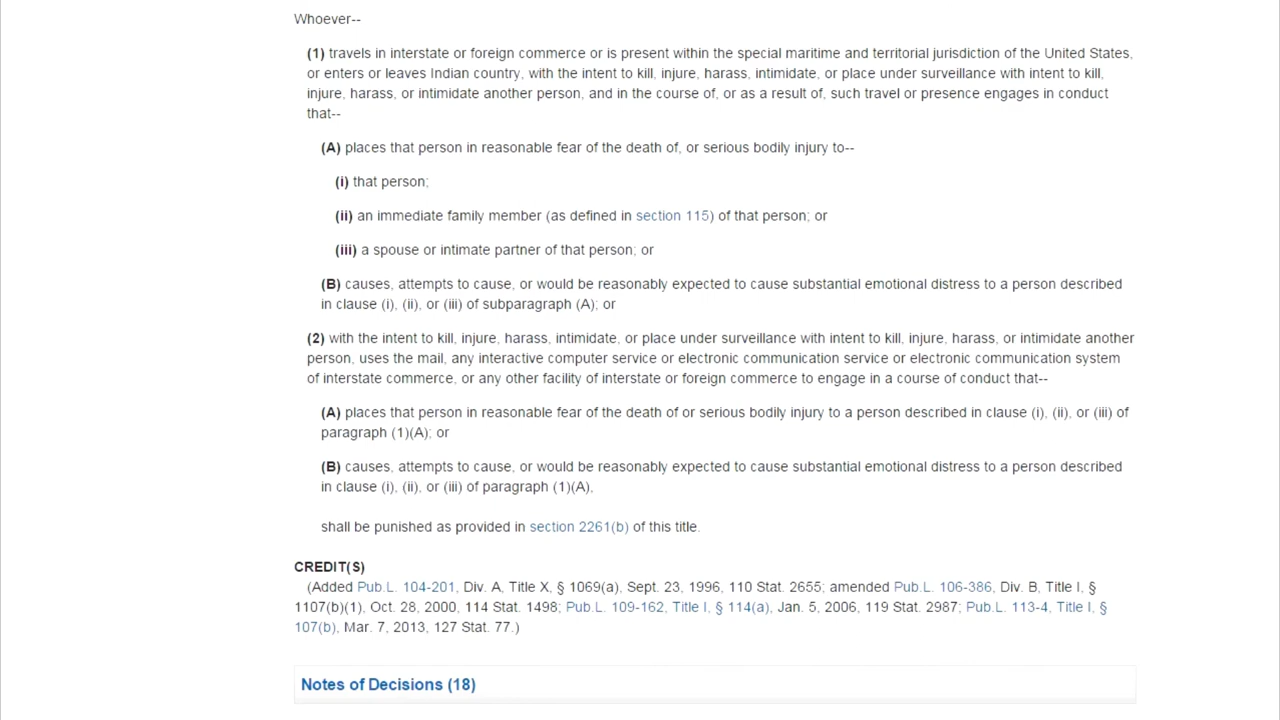 Whoever--
(1) travels in interstate or foreign commerce or is present within the special maritime and territorial jurisdiction of the United States,
or enters or leaves Indian country, with the intent to kill, injure, harass, intimidate, or place under surveillance with intent to kill,
injure, harass, or intimidate another person, and in the course of, or as a result of, such travel or presence engages in conduct
that--
(A) places that person in reasonable fear of the death of, or serious bodily injury to--
(i) that person;
(ii) an immediate family member (as defined in section 115) of that person; or
(iii) a spouse or intimate partner of that person; or
(B) causes, attempts to cause, or would be reasonably expected to cause substantial emotional distress to a person described
in clause (i), (ii), or (iii) of subparagraph (A); or
(2) with the intent to kill, injure, harass, intimidate, or place under surveillance with intent to kill, injure, harass, or intimidate another
person, uses the mail, any interactive computer service or electronic communication service or electronic communication system
of interstate commerce, or any other facility of interstate or foreign commerce to engage in a course of conduct that--
(A) places that person in reasonable fear of the death of or serious bodily injury to a person described in clause (i), (ii), or (iii) of
paragraph (1)(A); or
(B) causes, attempts to cause, or would be reasonably expected to cause substantial emotional distress to a person described
in clause (i), (ii), or (iii) of paragraph (1)(A),
shall be punished as provided in section 2261(b) of this title.
CREDIT(S)
(Added Pub.L. 104-201, Div. A, Title X, § 1069(a), Sept. 23, 1996, 110 Stat. 2655; amended Pub.L. 106-386, Div. B, Title I, §
1107(b)(1), Oct. 28, 2000, 114 Stat. 1498; Pub.L. 109-162, Title I, § 114(a), Jan. 5, 2006, 119 Stat. 2987; Pub.L. 113-4, Title I, §
107(b), Mar. 7, 2013, 127 Stat. 77.)
Notes of Decisions (18)